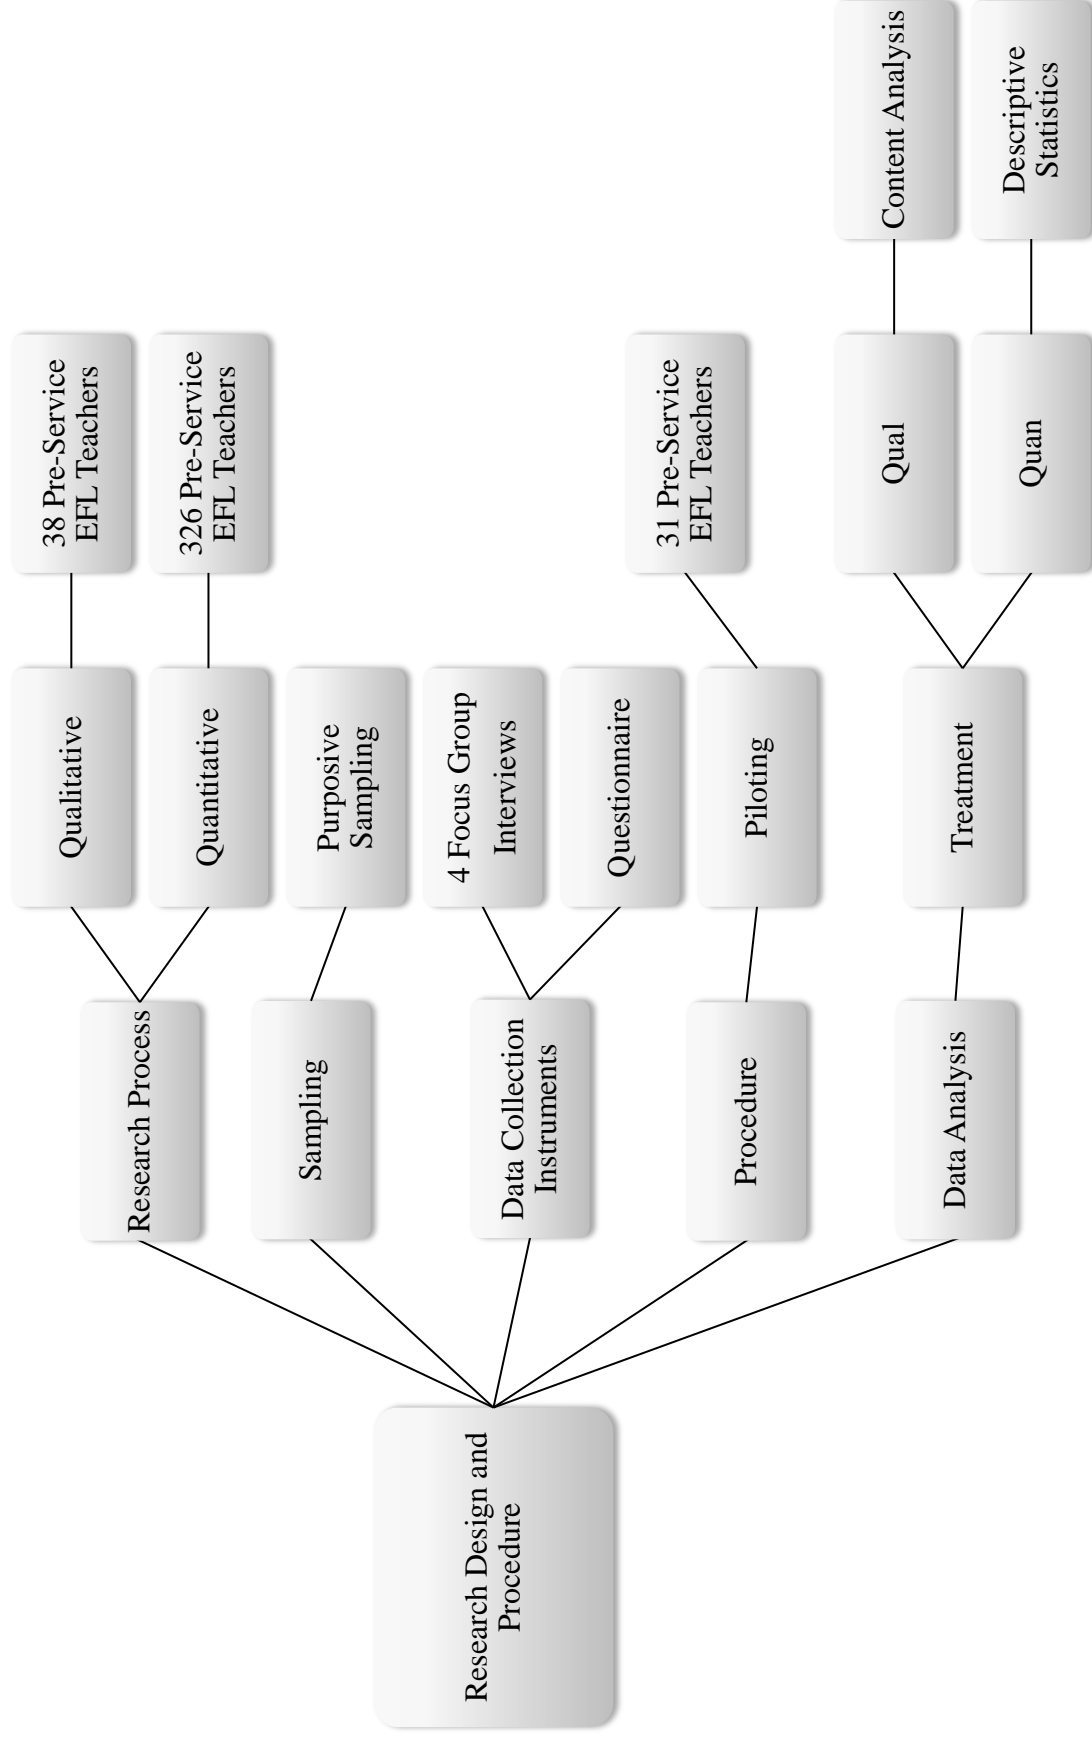 Research Design and
Procedure
Research Process
Qualitative
38 Pre-Service
EFL Teachers
Quantitative
326 Pre-Service
EFL Teachers
Sampling
Purposive
Sampling
Data Collection
Instruments
4 Focus Group
Interviews
Questionnaire
Procedure
Piloting
31 Pre-Service
EFL Teachers
Data Analysis
Treatment
Qual
Content Analysis
Quan
Descriptive
Statistics